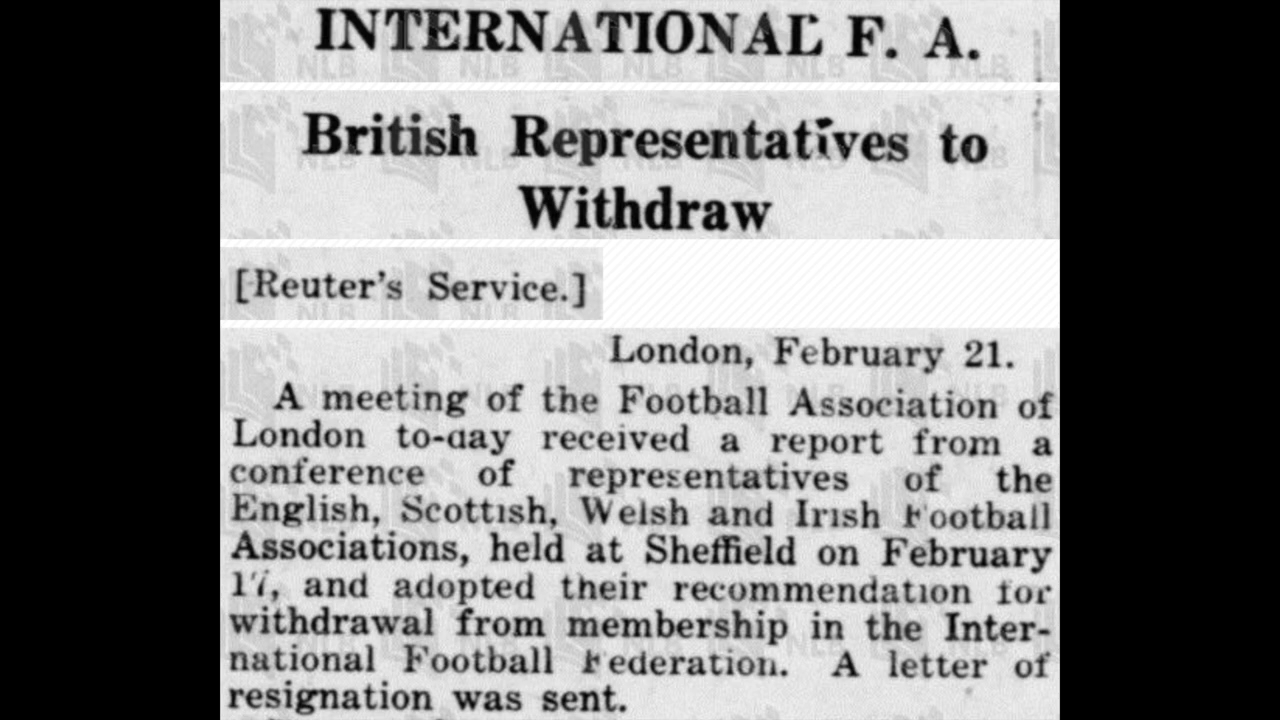 INTERNATIONAL F. A.
British Representatives to
Withdraw
[Reuter's Service.]
London, February 21.
A meeting of the Football Association of
London to-day received a report from a
conference of representatives of the
English, Scottish, Welsh and Irish Football
Associations, held at Sheffield on February
17, and adopted their recommendation for
withdrawal from membership in the Inter-
national Football Federation. A letter of
resignation was sent.